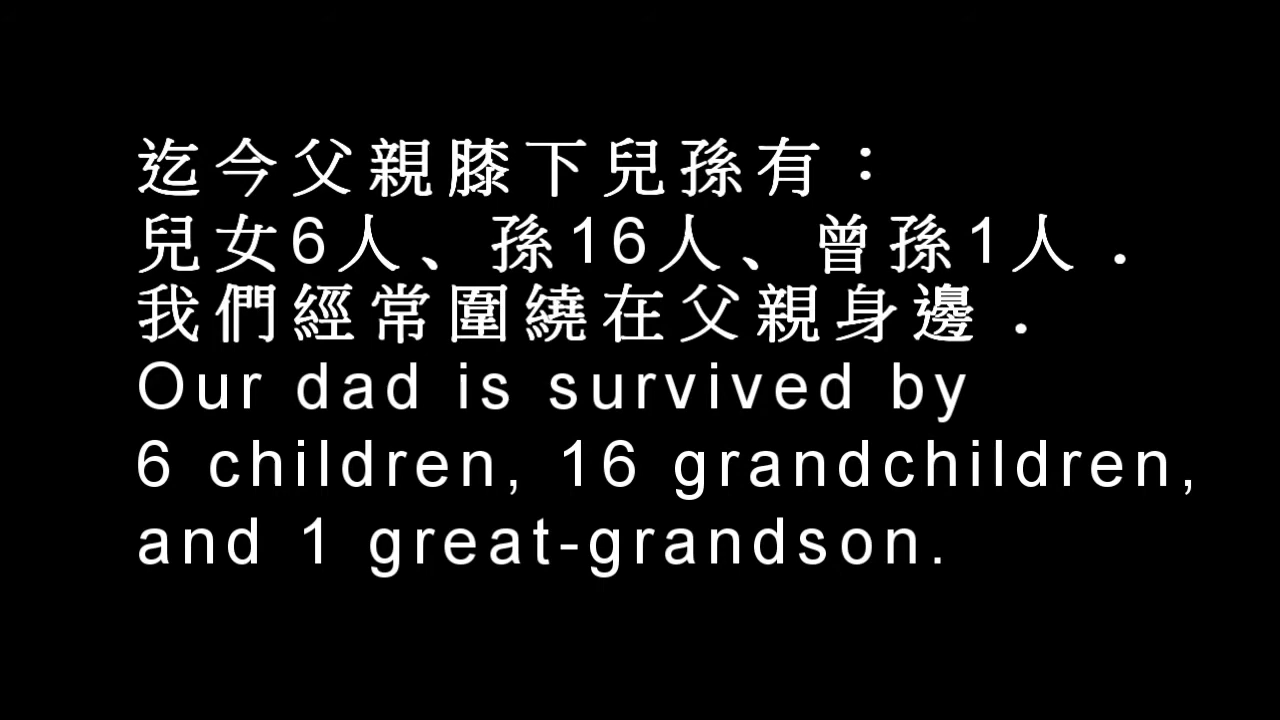 迄今父親膝下兒孫有：
兒女6人、孫16人、曾孫1人．
我們經常圍繞在父親身邊．
Our dad is survived by
6 children, 16 grandchildren,
and 1 great-grandson.